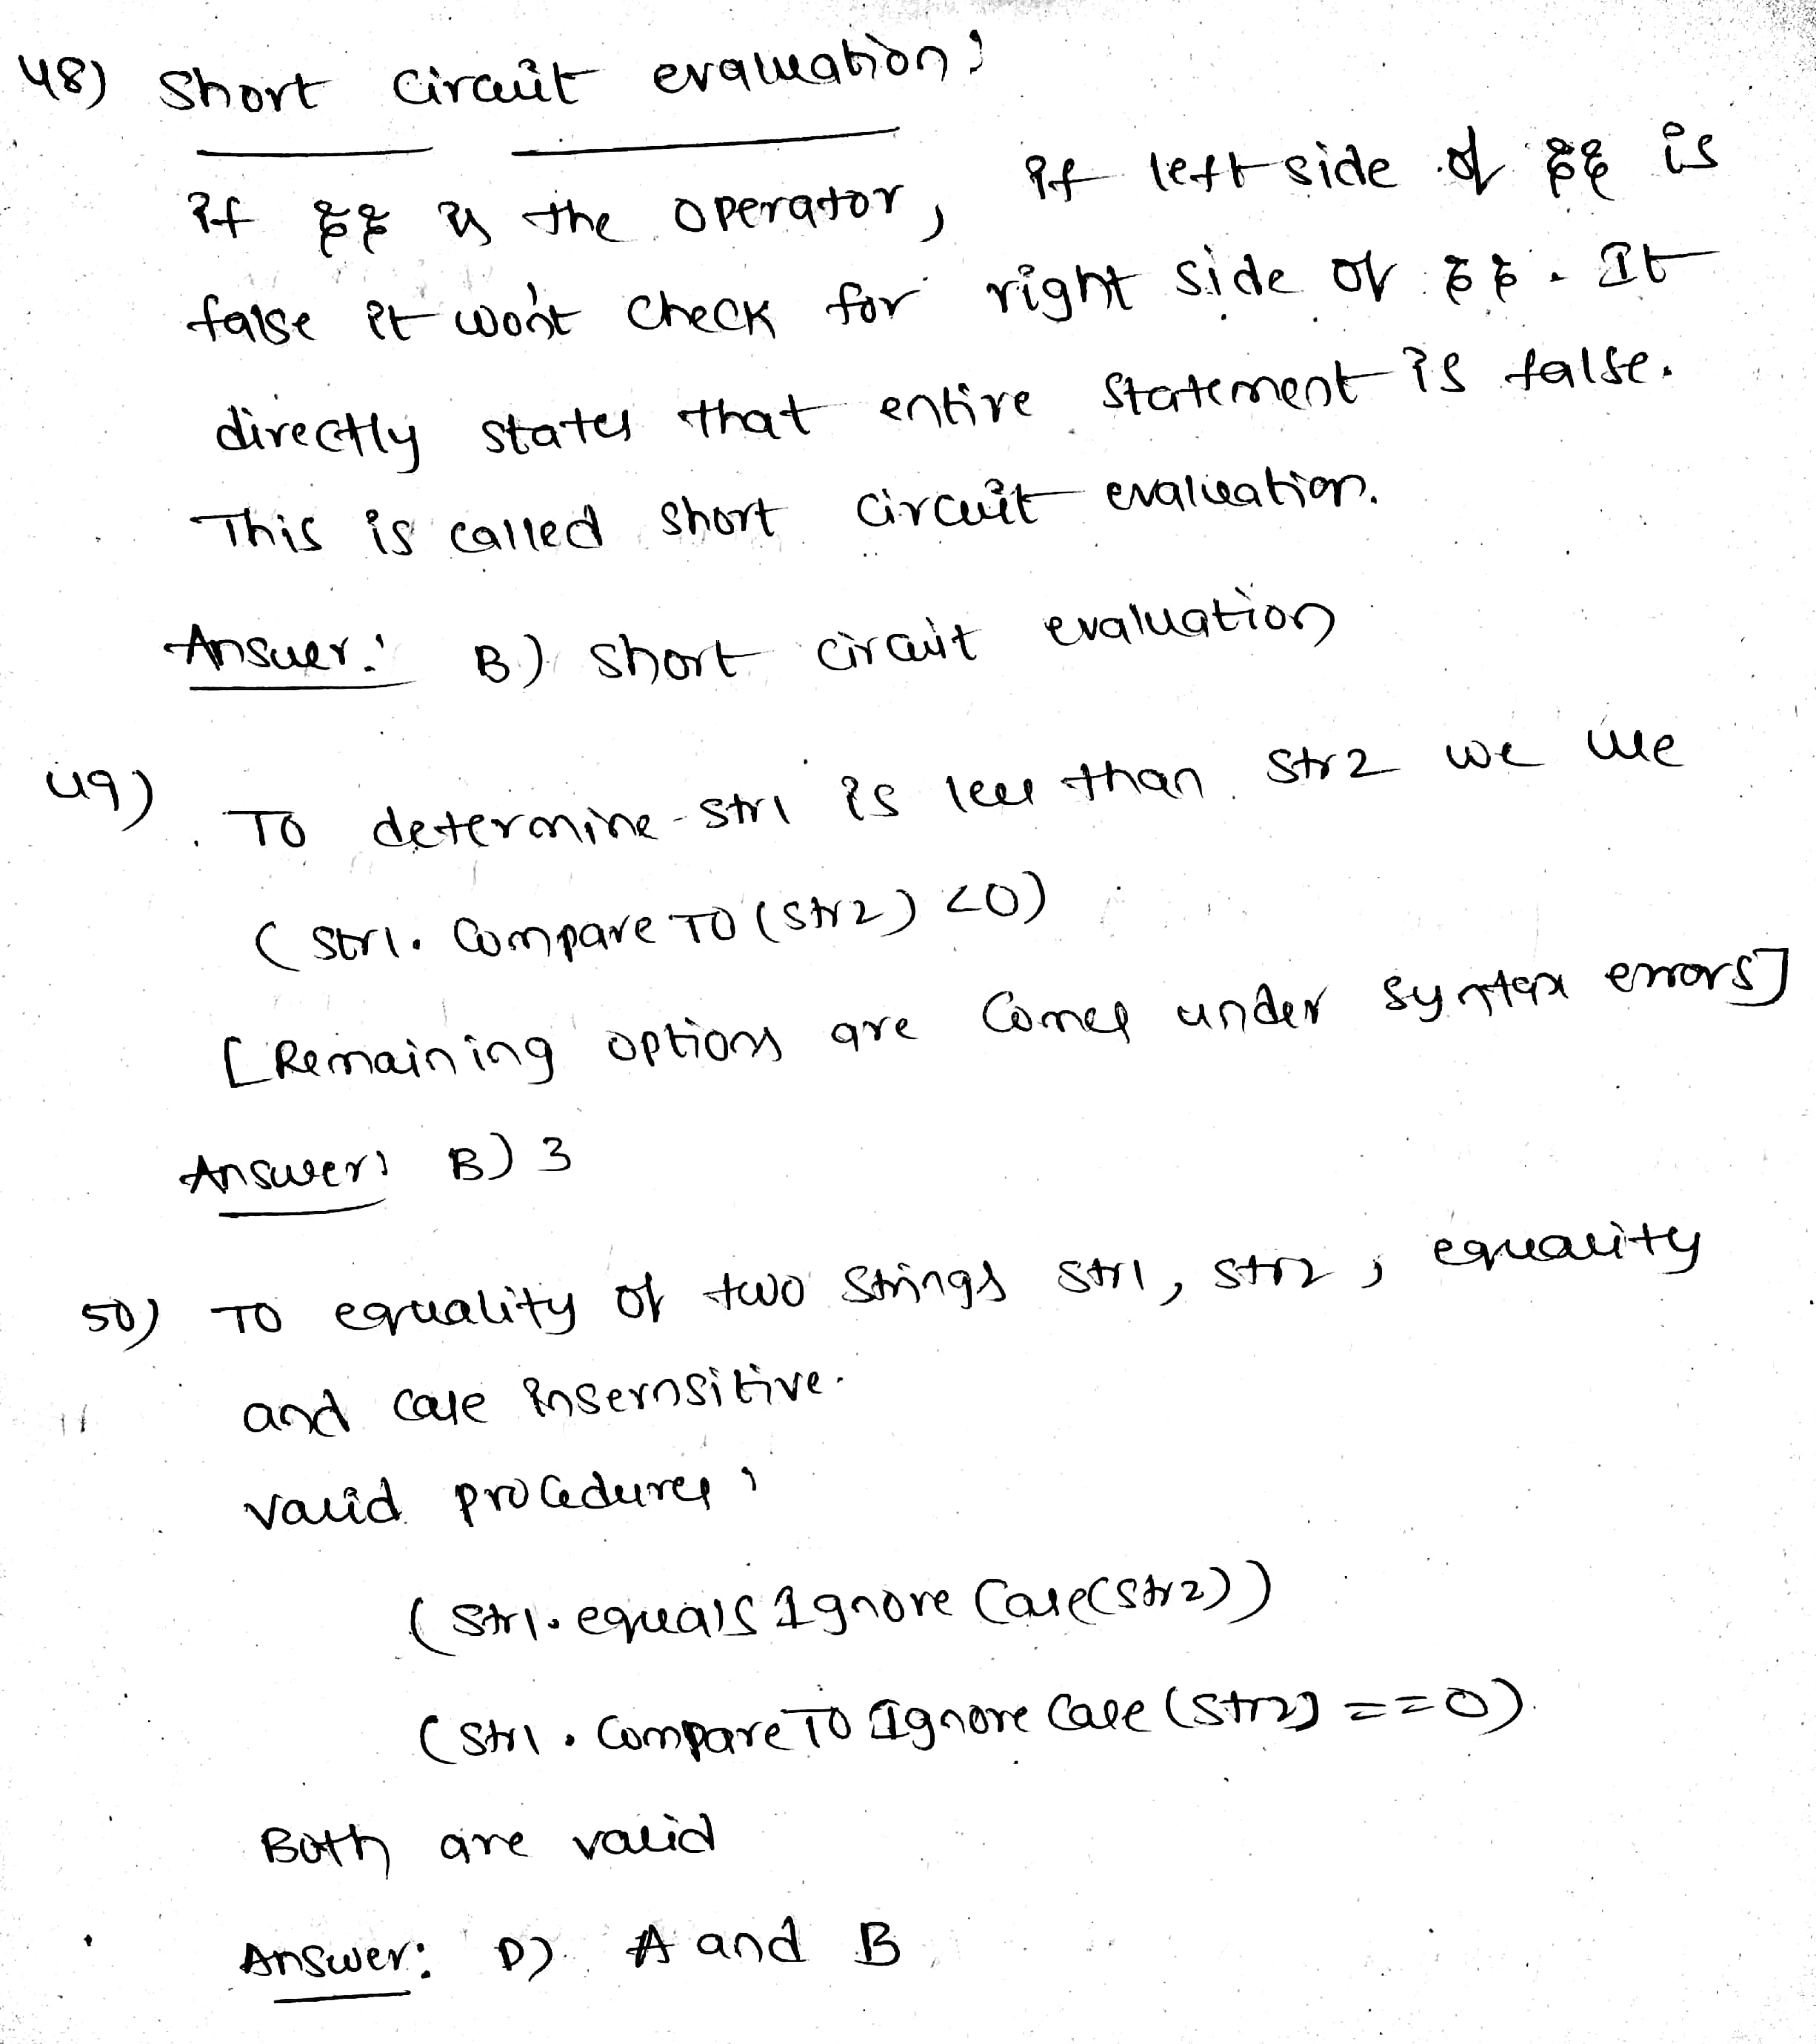 48) Short Circuit evaluation:
If && is the operator, if left side of && is
false it won't check for right side of &&. It
directly states that entire statement is false.
This is called short circuit evaluation.
Answer: B) Short circuit evaluation
49) To determine str1 is less than str2 we use
(str1.CompareTo(str2) <0)
[Remaining options are comes under syntax errors]
Answer: B) 3
50) To equality of two strings str1, str2, equality
and case insernsitive.
valid procedures:
(str1.equalsIgnoreCase(str2))
(str1.CompareToIgnoreCase(str2) ==0)
Both are valid
Answer: D) A and B